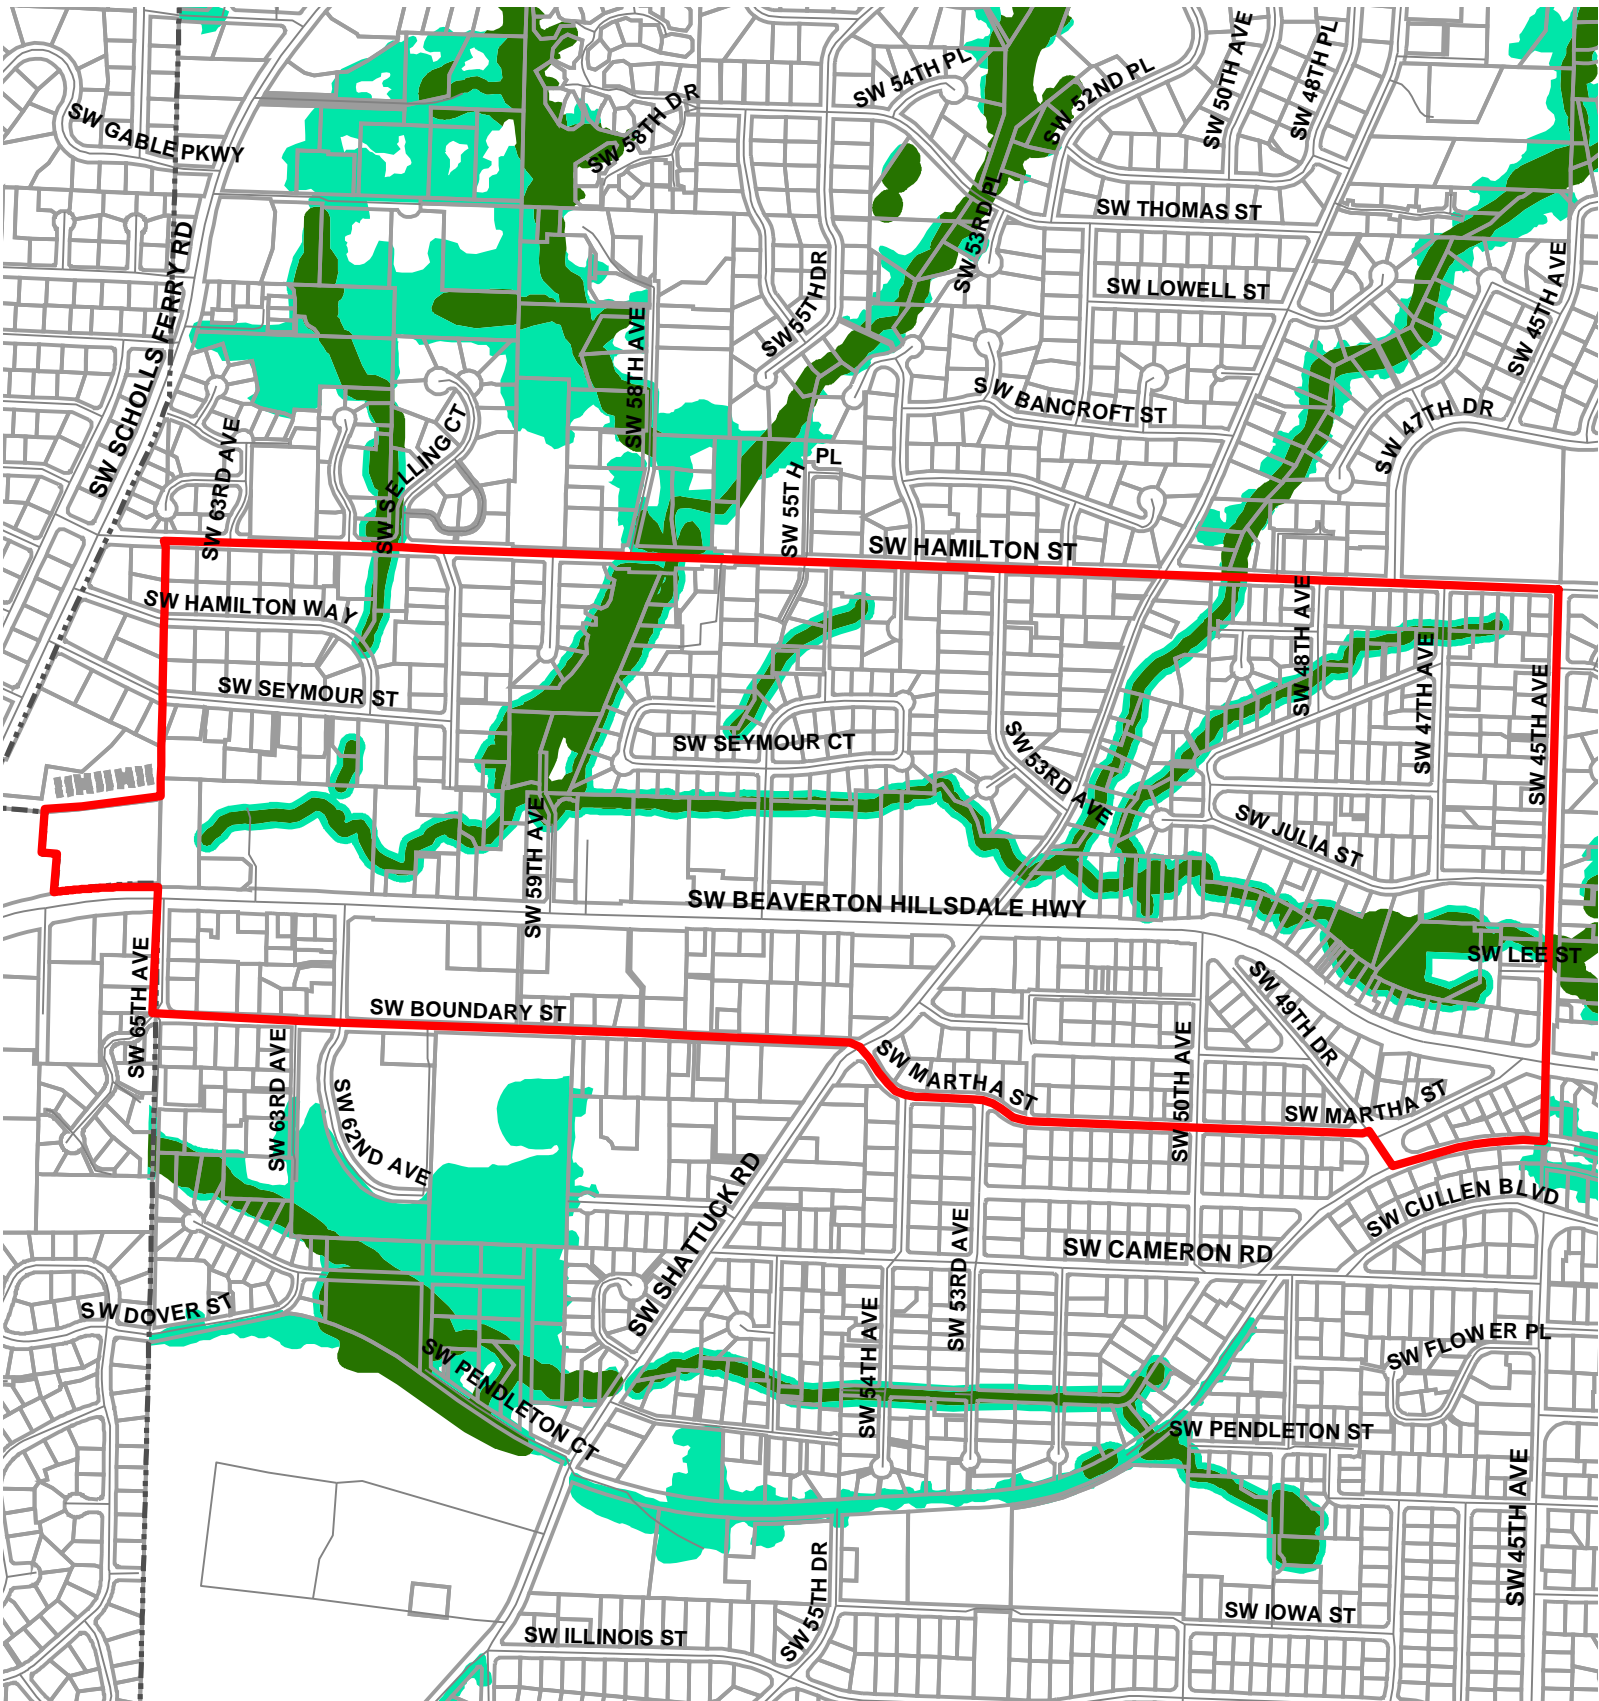 SW 54TH PL
SW 52ND PL
SW 50TH AVE
SW 48TH PL
SW GABLE PKWY
SW 58TH DR
SW THOMAS ST
SW SCHOLLS FERRY RD
SW 53RD PL
SW 55TH DR
SW LOWELL ST
SW 45TH AVE
SW 58TH AVE
SW BANCROFT ST
SW 47TH DR
SW 63RD AVE
SW SELLING CT
SW 55TH PL
SW HAMILTON ST
SW HAMILTON WAY
SW 48TH AVE
SW 47TH AVE
SW 45TH AVE
SW SEYMOUR ST
SW SEYMOUR CT
SW 53RD AVE
SW JULIA ST
SW 59TH AVE
SW BEAVERTON HILLSDALE HWY
SW LEE ST
SW 65TH AVE
SW 49TH DR
SW BOUNDARY ST
SW 63RD AVE
SW 62ND AVE
SW MARTHA ST
SW 50TH AVE
SW MARTHA ST
SW SHATTUCK RD
SW CULLEN BLVD
SW CAMERON RD
SW 53RD AVE
SW DOVER ST
SW 54TH AVE
SW FLOWER PL
SW PENDLETON CT
SW PENDLETON ST
SW 45TH AVE
SW 55TH DR
SW IOWA ST
SW ILLINOIS ST